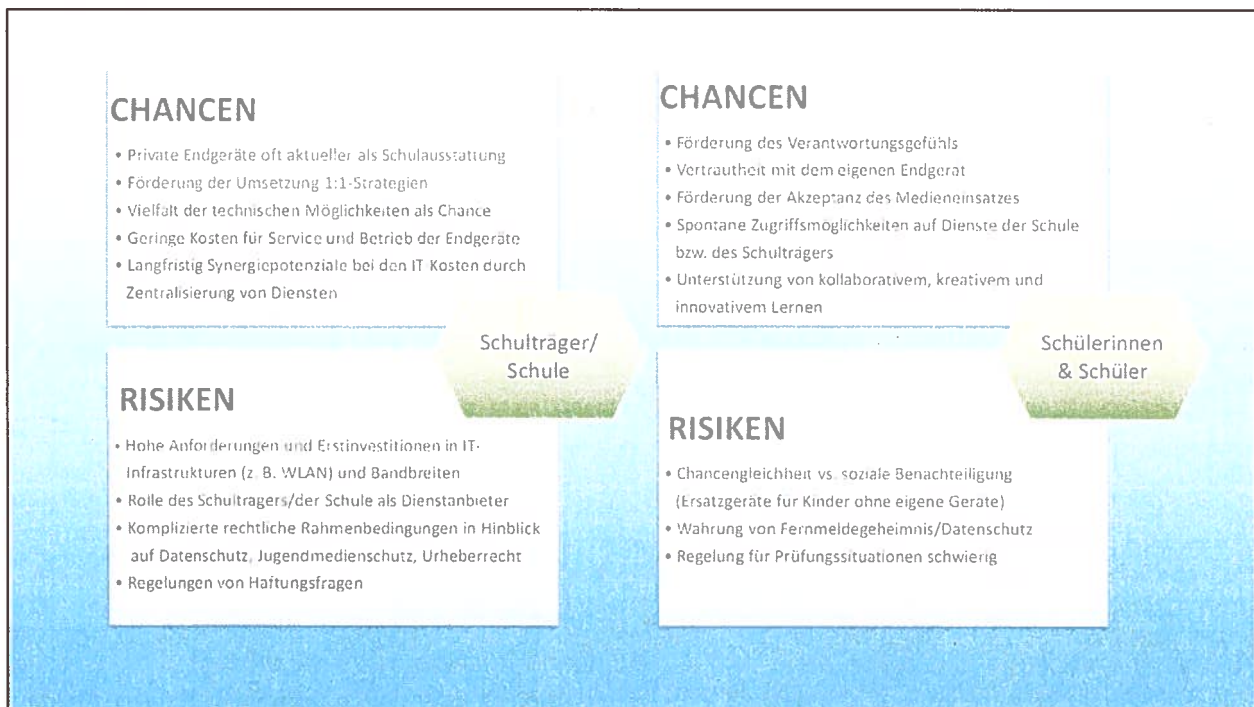 CHANCEN
• Private Endgeräte oft aktueller als Schulausstattung
• Förderung der Umsetzung 1:1-Strategien
• Vielfalt der technischen Möglichkeiten als Chance
• Geringe Kosten für Service und Betrieb der Endgeräte
• Langfristig Synergiepotenziale bei den IT Kosten durch
Zentralisierung von Diensten
Schulträger/
Schule
RISIKEN
• Hohe Anforderungen und Erstinvestitionen in IT-
Infrastrukturen (z. B. WLAN) und Bandbreiten
• Rolle des Schulträgers/der Schule als Dienstanbieter
• Komplizierte rechtliche Rahmenbedingungen in Hinblick
auf Datenschutz, Jugendmedienschutz, Urheberrecht
• Regelungen von Haftungsfragen
CHANCEN
• Förderung des Verantwortungsgefühls
• Vertrautheit mit dem eigenen Endgerät
• Förderung der Akzeptanz des Medieneinsatzes
• Spontane Zugriffsmöglichkeiten auf Dienste der Schule
bzw. des Schulträgers
• Unterstützung von kollaborativem, kreativem und
innovativem Lernen
Schülerinnen
& Schüler
RISIKEN
• Chancengleichheit vs. soziale Benachteiligung
(Ersatzgeräte für Kinder ohne eigene Geräte)
• Wahrung von Fernmeldegeheimnis/Datenschutz
• Regelung für Prüfungssituationen schwierig